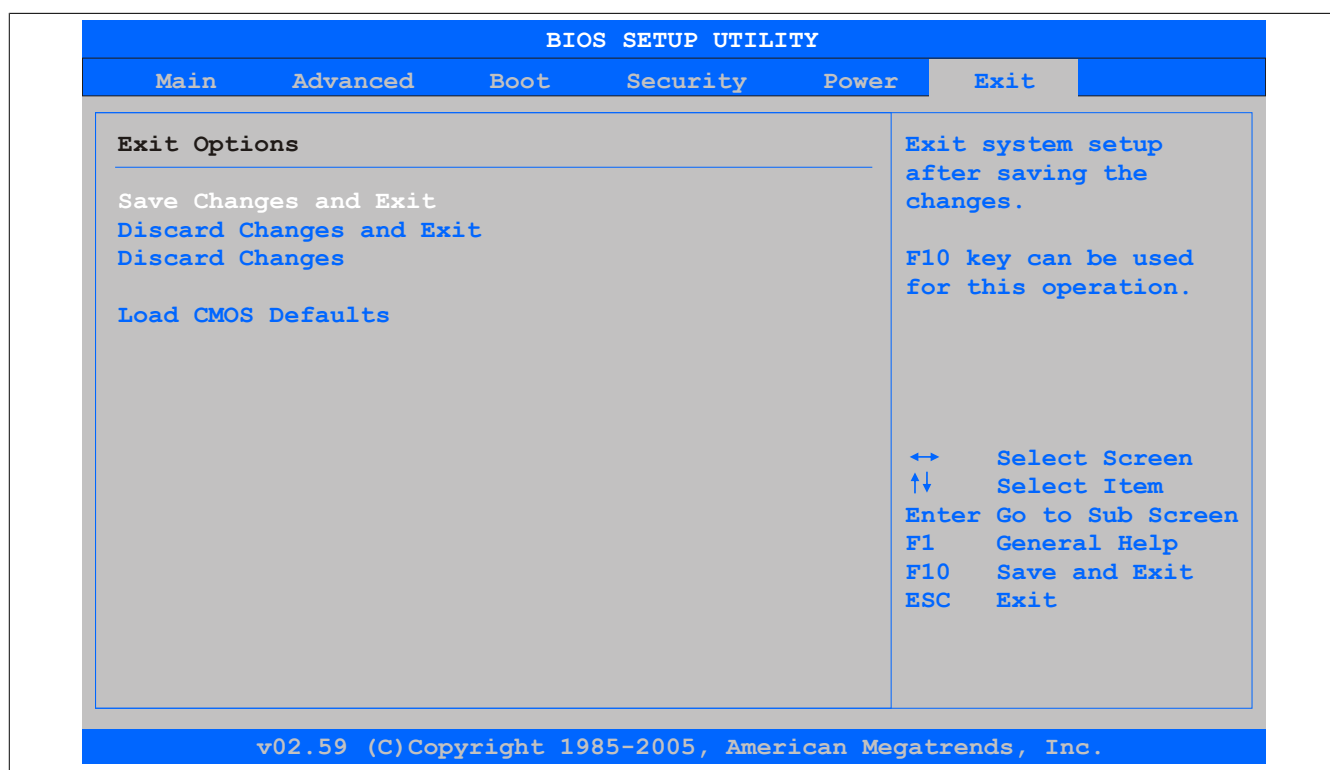 BIOS SETUP UTILITY
Main Advanced Boot Security Power Exit
Exit Options
Save Changes and Exit
Discard Changes and Exit
Discard Changes
Load CMOS Defaults
Exit system setup
after saving the
changes.
F10 key can be used
for this operation.
↔ Select Screen
↑↓ Select Item
Enter Go to Sub Screen
F1 General Help
F10 Save and Exit
ESC Exit
v02.59 (C)Copyright 1985-2005, American Megatrends, Inc.